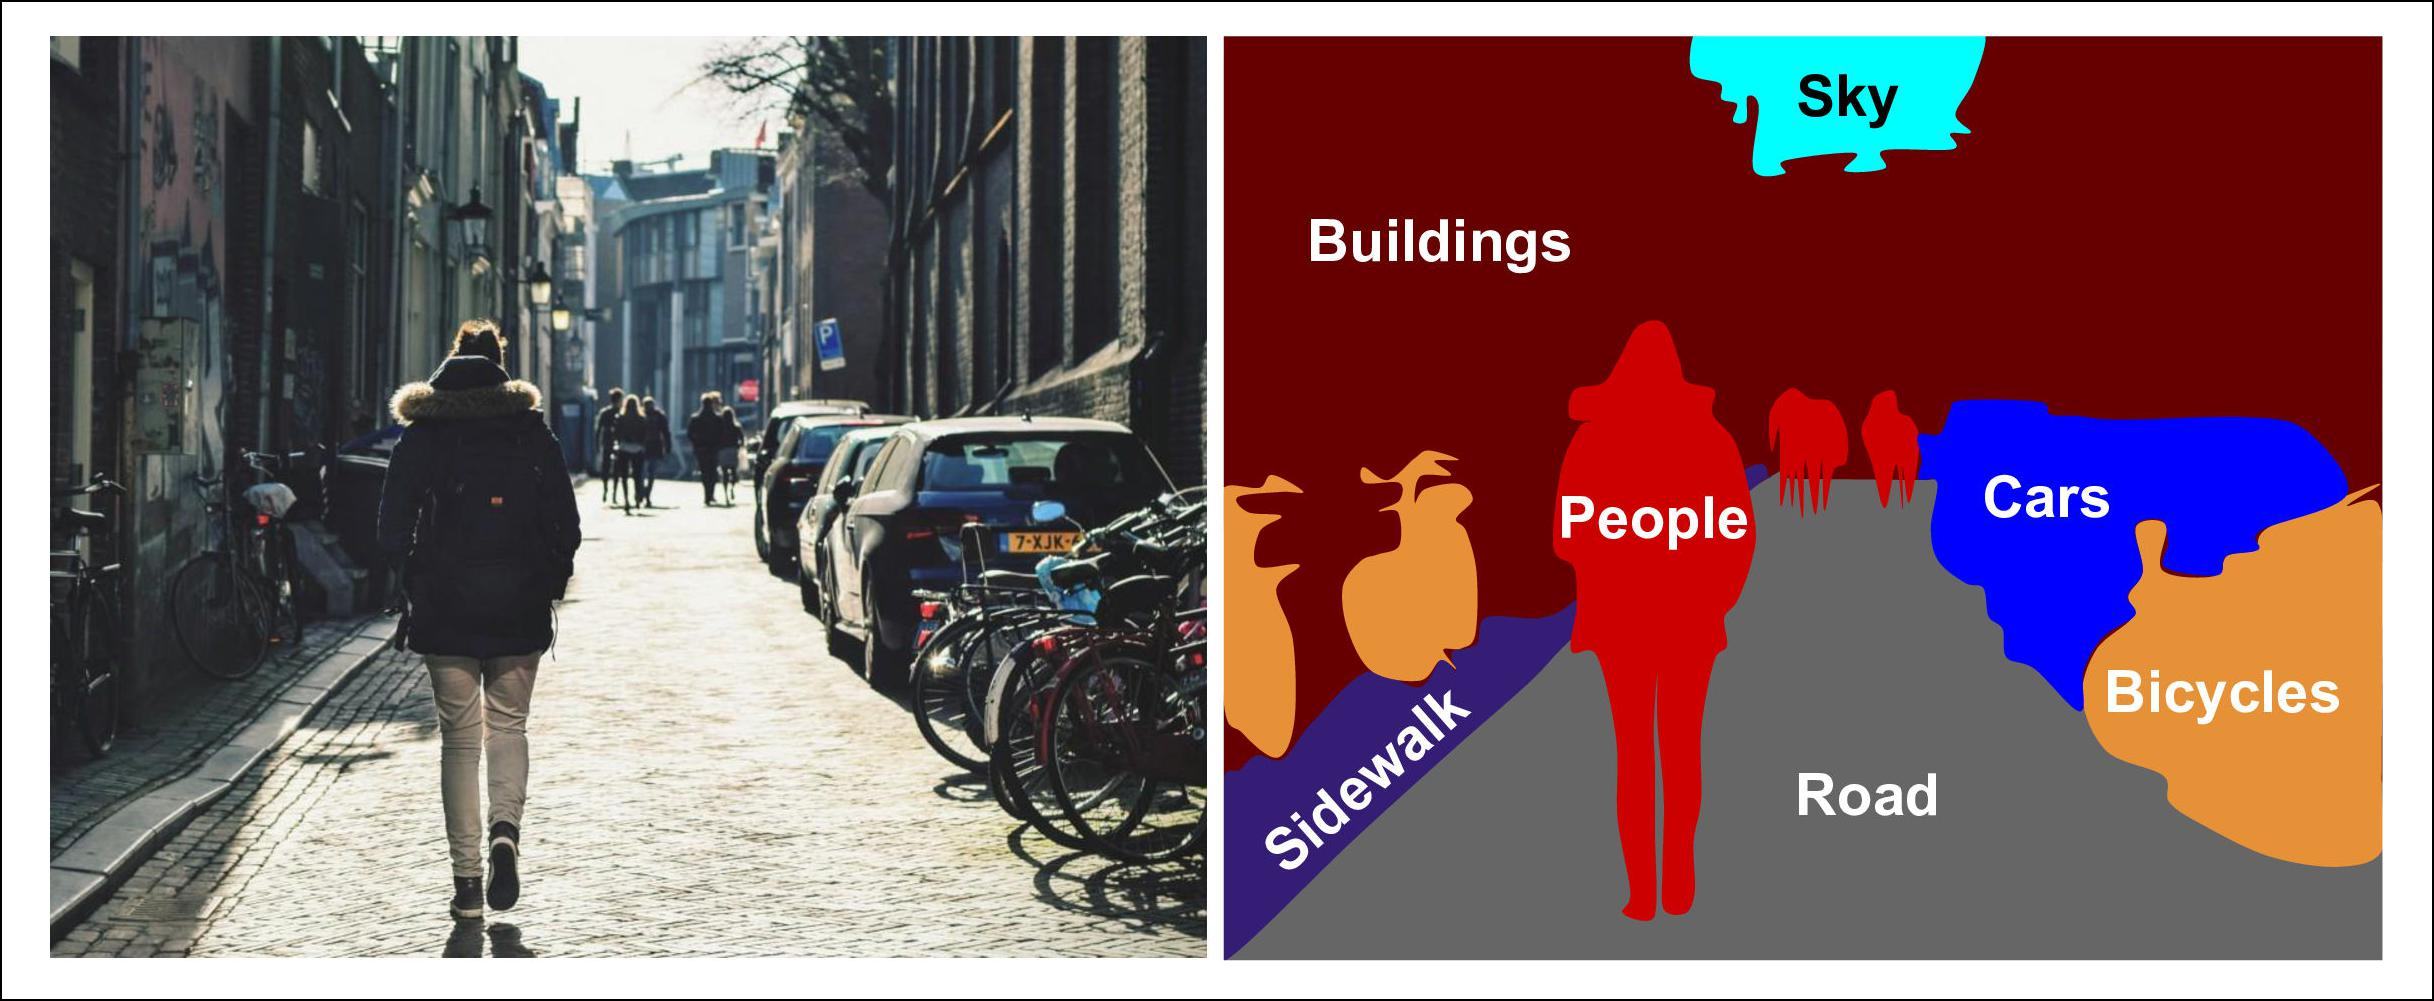 P
7-XJK-
Sky
Buildings
People
Cars
Bicycles
Sidewalk
Road